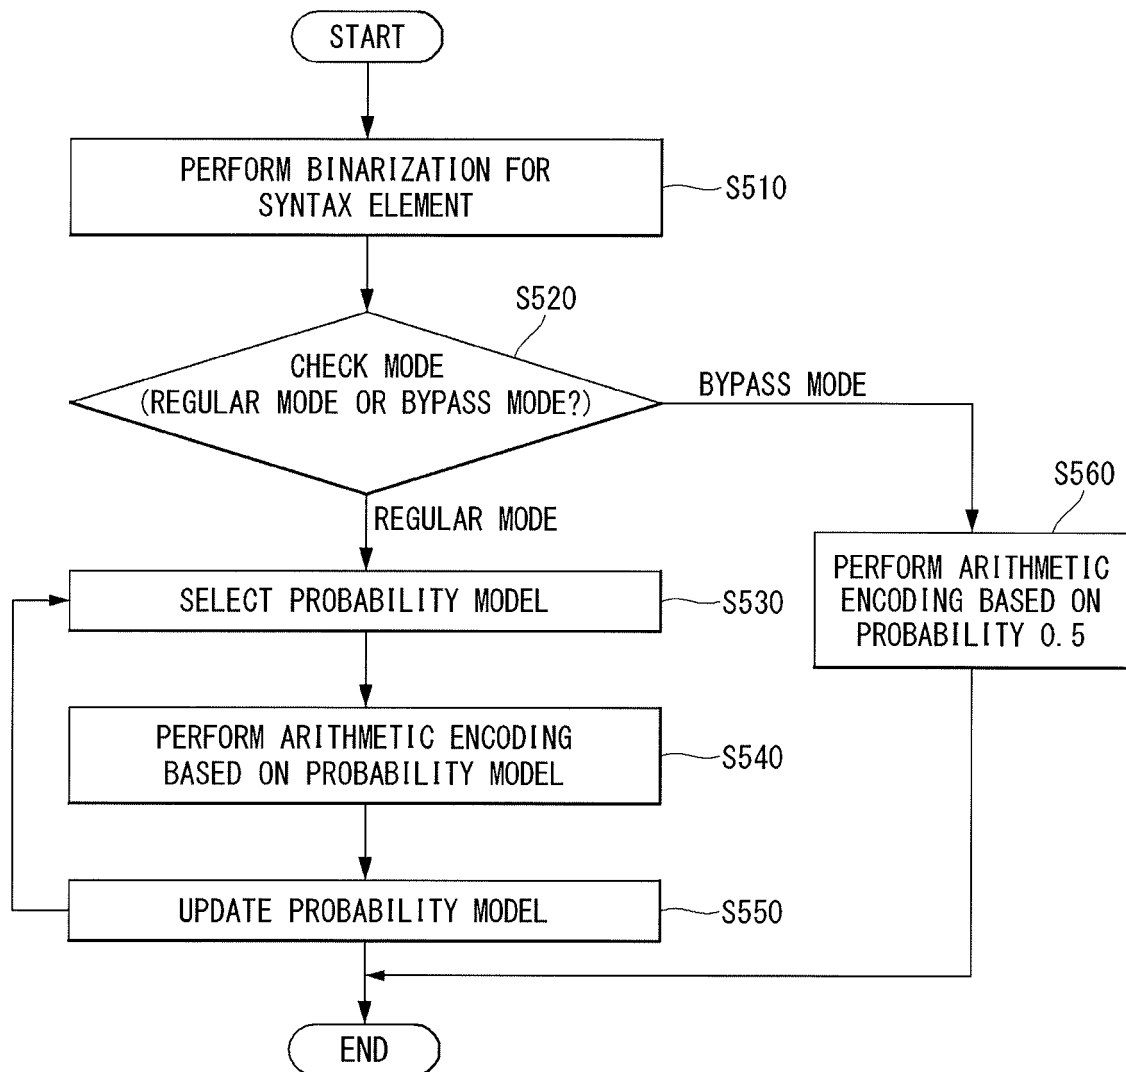 START
PERFORM BINARIZATION FOR
SYNTAX ELEMENT
S510
S520
CHECK MODE
(REGULAR MODE OR BYPASS MODE?)
BYPASS MODE
REGULAR MODE
S560
PERFORM ARITHMETIC
ENCODING BASED ON
PROBABILITY 0.5
SELECT PROBABILITY MODEL
S530
PERFORM ARITHMETIC ENCODING
BASED ON PROBABILITY MODEL
S540
UPDATE PROBABILITY MODEL
S550
END